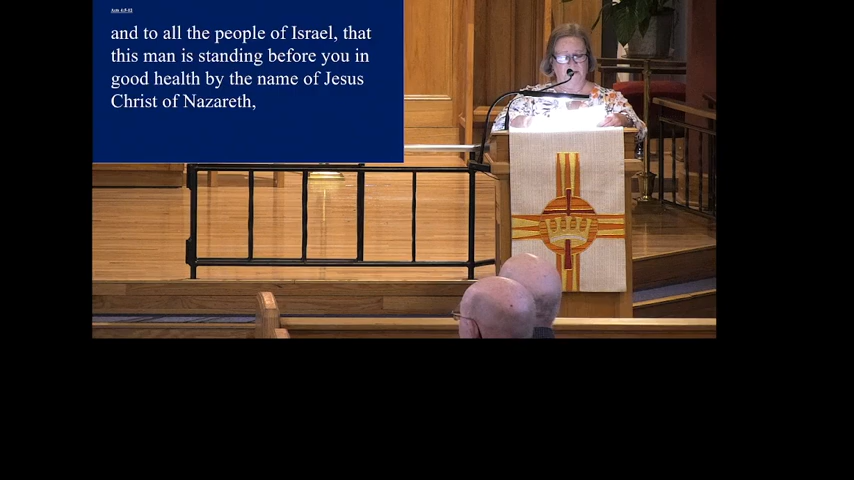 Acts 4:5-12
and to all the people of Israel, that
this man is standing before you in
good health by the name of Jesus
Christ of Nazareth,